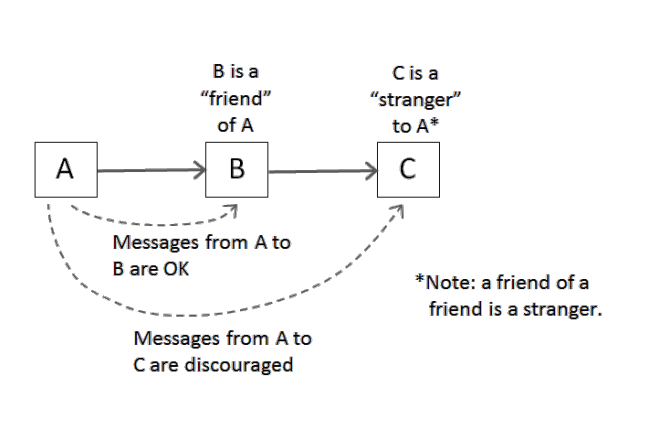 B is a
“friend”
of A
C is a
“stranger”
to A*
A
B
C
Messages from A to
B are OK
*Note: a friend of a
friend is a stranger.
Messages from A to
C are discouraged